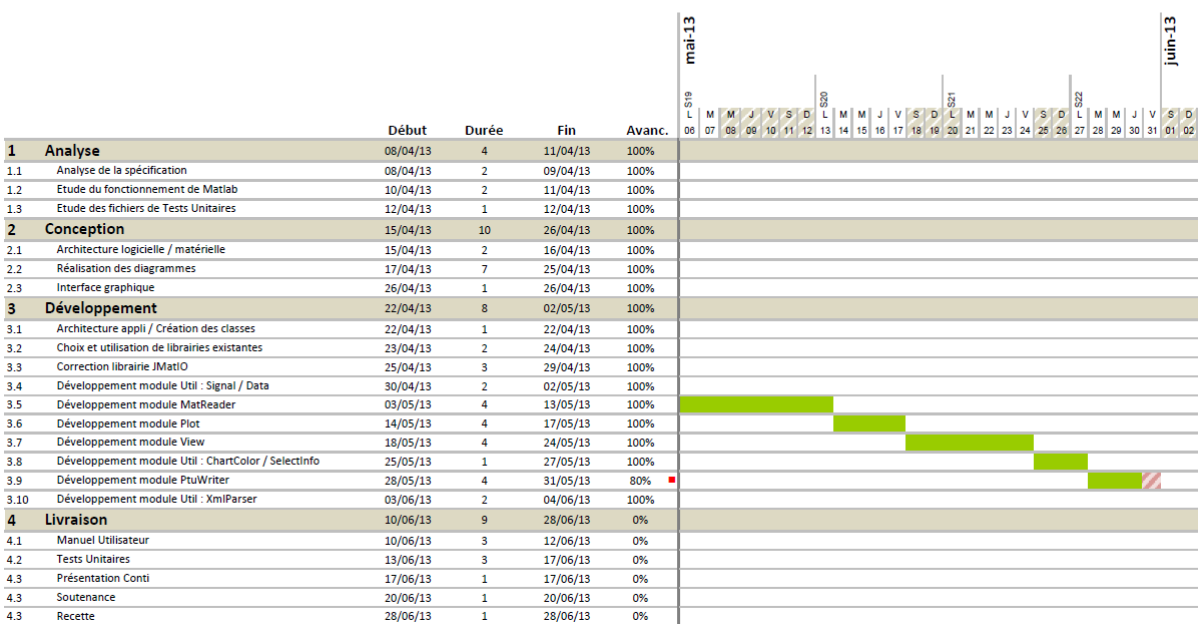 mai-13 juin-13
S19 S20 S21 S22
L M M J V S D L M M J V S D L M M J V S D L M M J V S D
Début Durée Fin Avanc. 06 07 08 09 10 11 12 13 14 15 16 17 18 19 20 21 22 23 24 25 26 27 28 29 30 31 01 02
1 Analyse 08/04/13 4 11/04/13 100%
1.1 Analyse de la spécification 08/04/13 2 09/04/13 100%
1.2 Etude du fonctionnement de Matlab 10/04/13 2 11/04/13 100%
1.3 Etude des fichiers de Tests Unitaires 12/04/13 1 12/04/13 100%
2 Conception 15/04/13 10 26/04/13 100%
2.1 Architecture logicielle / matérielle 15/04/13 2 16/04/13 100%
2.2 Réalisation des diagrammes 17/04/13 7 25/04/13 100%
2.3 Interface graphique 26/04/13 1 26/04/13 100%
3 Développement 22/04/13 8 02/05/13 100%
3.1 Architecture appli / Création des classes 22/04/13 1 22/04/13 100%
3.2 Choix et utilisation de librairies existantes 23/04/13 2 24/04/13 100%
3.3 Correction librairie JMatIO 25/04/13 3 29/04/13 100%
3.4 Développement module Util : Signal / Data 30/04/13 2 02/05/13 100%
3.5 Développement module MatReader 03/05/13 4 13/05/13 100%
3.6 Développement module Plot 14/05/13 4 17/05/13 100%
3.7 Développement module View 18/05/13 4 24/05/13 100%
3.8 Développement module Util : ChartColor / SelectInfo 25/05/13 1 27/05/13 100%
3.9 Développement module PtuWriter 28/05/13 4 31/05/13 80%
3.10 Développement module Util : XmlParser 03/06/13 2 04/06/13 100%
4 Livraison 10/06/13 9 28/06/13 0%
4.1 Manuel Utilisateur 10/06/13 3 12/06/13 0%
4.2 Tests Unitaires 13/06/13 3 17/06/13 0%
4.3 Présentation Conti 17/06/13 1 17/06/13 0%
4.3 Soutenance 20/06/13 1 20/06/13 0%
4.3 Recette 28/06/13 1 28/06/13 0%